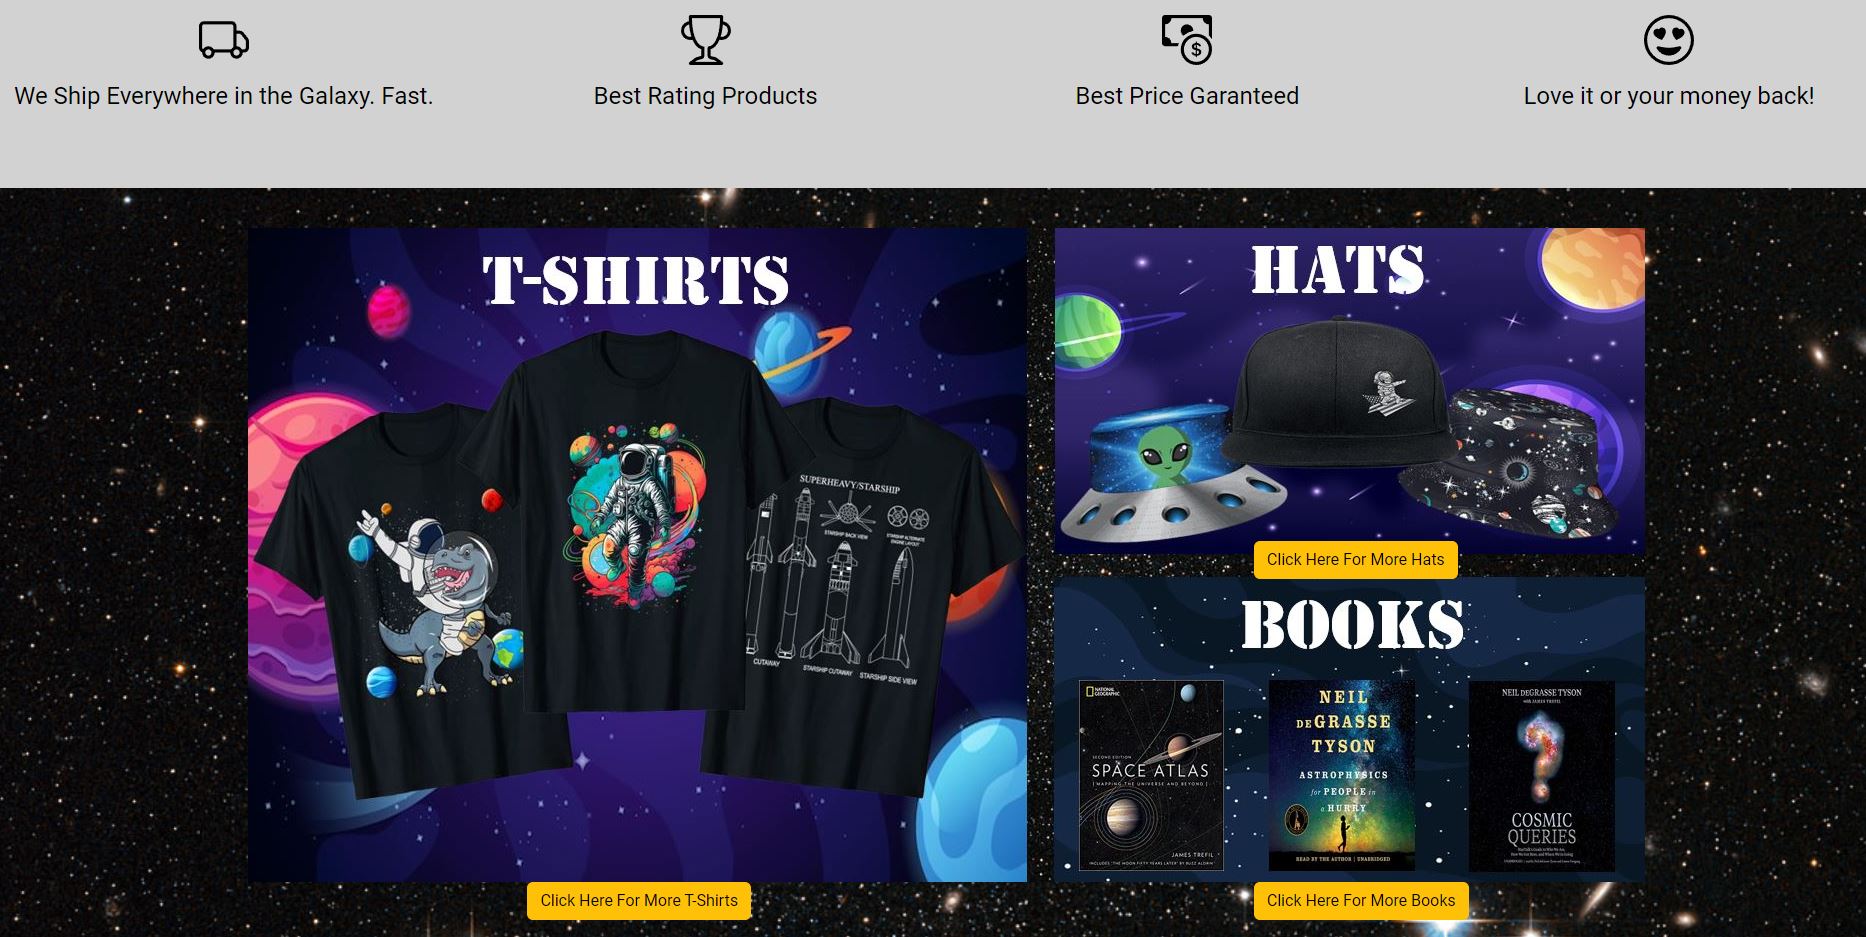 We Ship Everywhere in the Galaxy. Fast.
Best Rating Products
Best Price Garanteed
Love it or your money back!
T-SHIRTS
SUPERHEAVY/STARSHIP
STARSHIP BACK VIEW
STARSHIP ALTERNATE
ENGINE LAYOUT
CUTAWAY
STARSHIP CUTAWAY
STARSHIP SIDE VIEW
Click Here For More T-Shirts
HATS
Click Here For More Hats
BOOKS
NATIONAL
GEOGRAPHIC
SECOND EDITION
SPACE ATLAS
MAPPING THE UNIVERSE AND BEYOND
JAMES TREFIL
INCLUDES "THE MOON FIFTY YEARS LATER" BY BUZZ ALDRIN
NEIL
DEGRASSE
TYSON
ASTROPHYSICS
for PEOPLE in
a HURRY
READ BY THE AUTHOR | UNABRIDGED
NEIL DEGRASSE TYSON
with JAMES TREFIL
COSMIC
QUERIES
Click Here For More Books